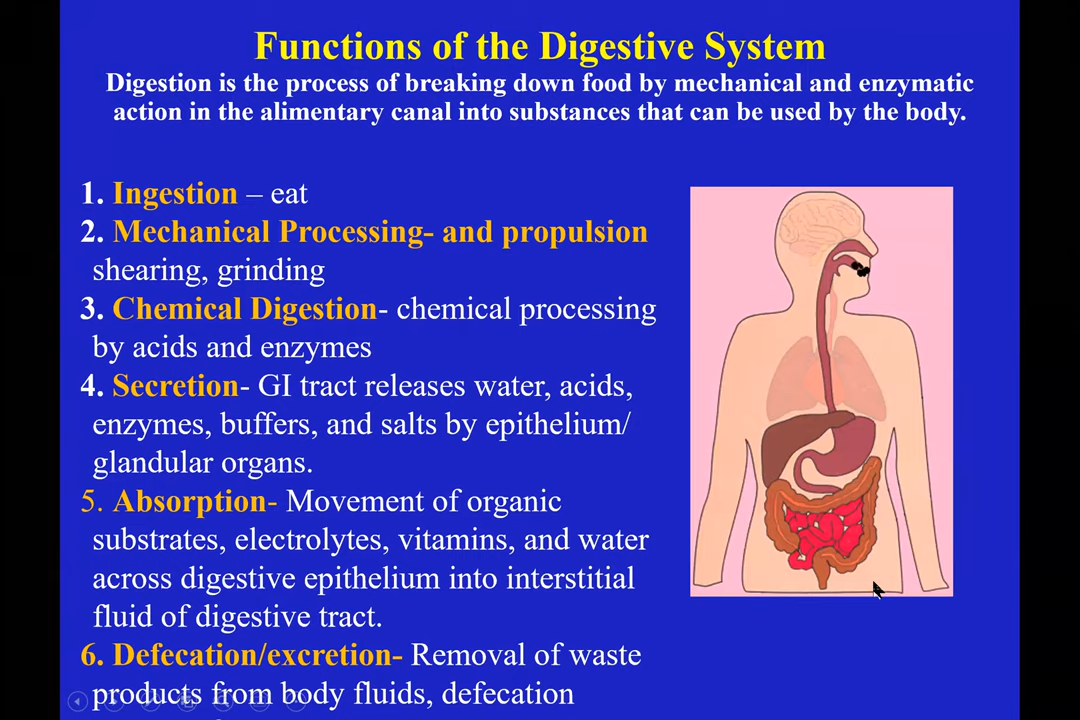 Functions of the Digestive System
Digestion is the process of breaking down food by mechanical and enzymatic
action in the alimentary canal into substances that can be used by the body.
1. Ingestion – eat
2. Mechanical Processing- and propulsion
shearing, grinding
3. Chemical Digestion- chemical processing
by acids and enzymes
4. Secretion- GI tract releases water, acids,
enzymes, buffers, and salts by epithelium/
glandular organs.
5. Absorption- Movement of organic
substrates, electrolytes, vitamins, and water
across digestive epithelium into interstitial
fluid of digestive tract.
6. Defecation/excretion- Removal of waste
products from body fluids, defecation